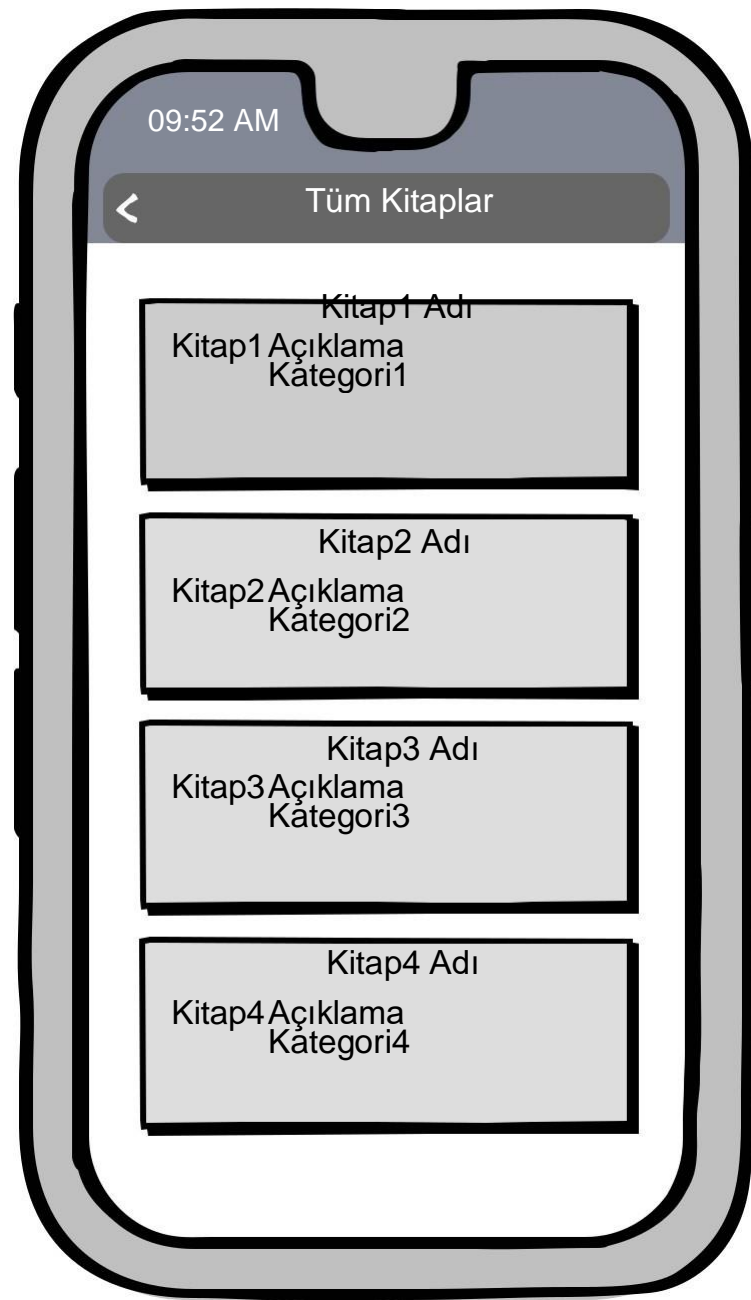 09:52 AM
Tüm Kitaplar
Kitap1 Adı
Kitap1 Açıklama
Kategori1
Kitap2 Adı
Kitap2 Açıklama
Kategori2
Kitap3 Adı
Kitap3 Açıklama
Kategori3
Kitap4 Adı
Kitap4 Açıklama
Kategori4